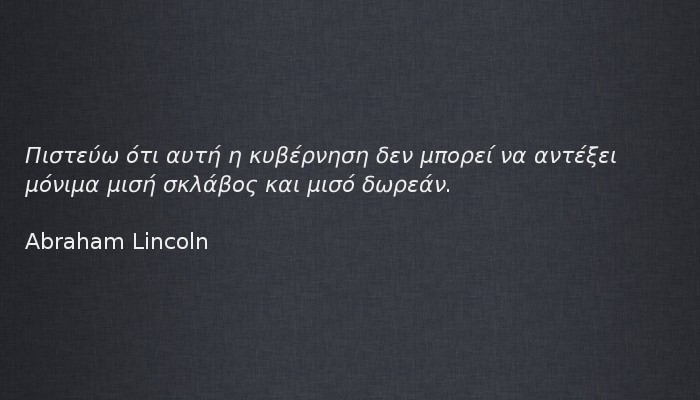 Πιστεύω ότι αυτή η κυβέρνηση δεν μπορεί να αντέξει
μόνιμα μισή σκλάβος και μισό δωρεάν.
Abraham Lincoln